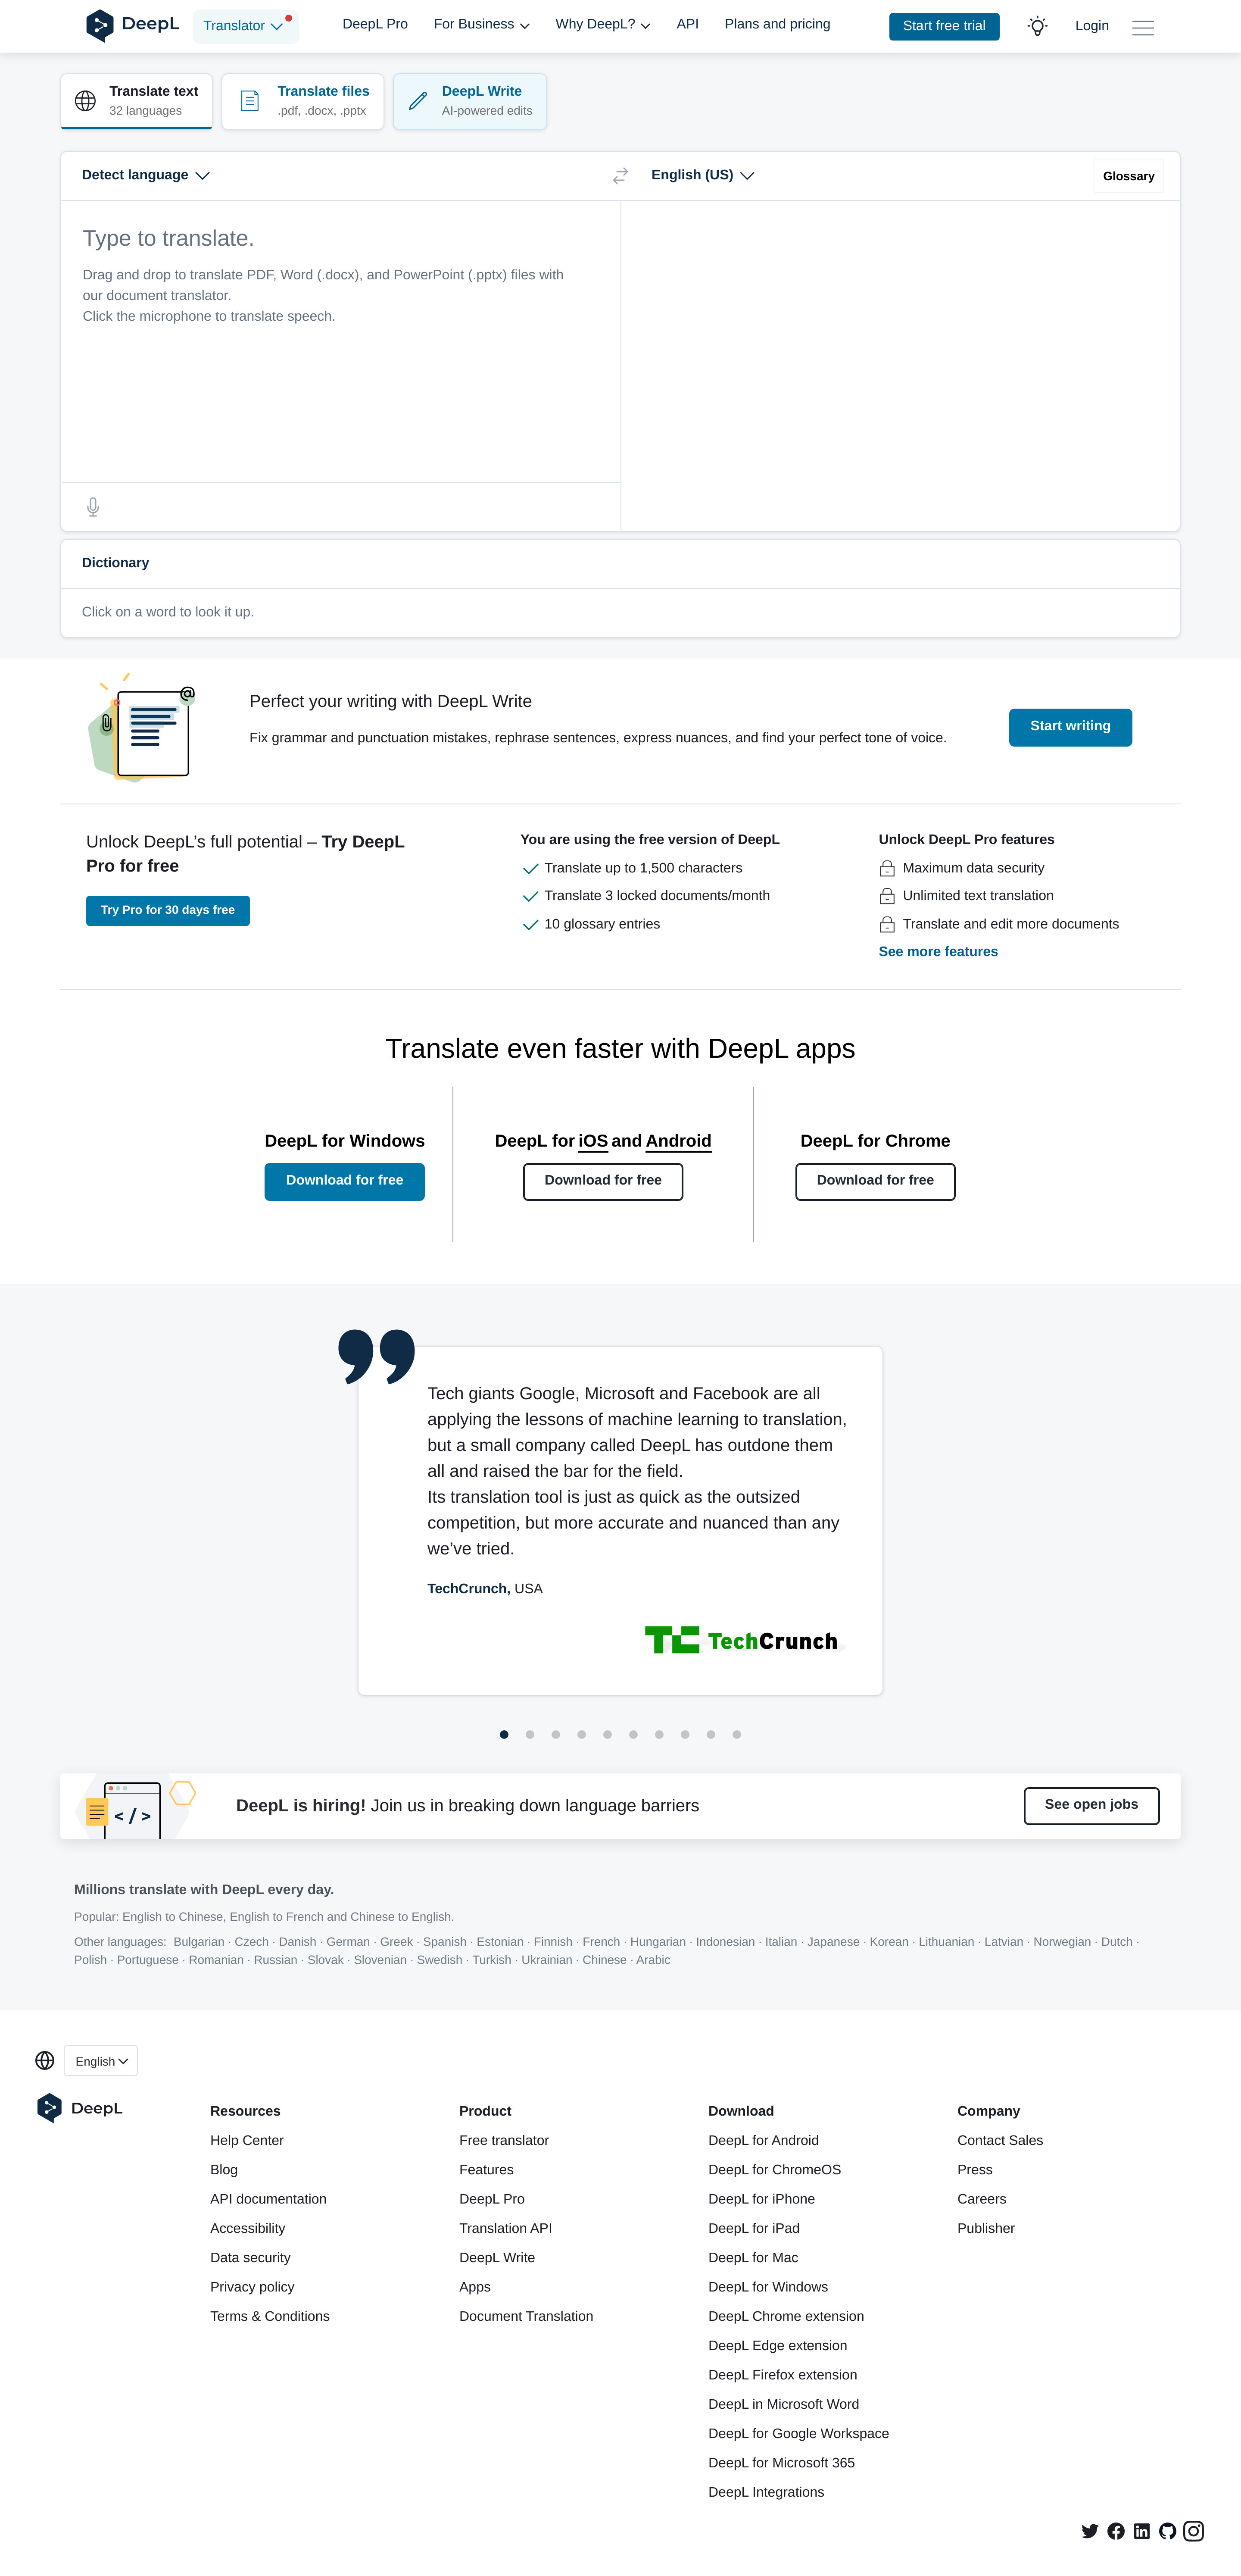 DeepL Translator DeepL Pro For Business Why DeepL? API Plans and pricing Start free trial Login
Translate text
32 languages
Translate files
.pdf, .docx, .pptx
DeepL Write
AI-powered edits
Detect language English (US) Glossary
Type to translate.
Drag and drop to translate PDF, Word (.docx), and PowerPoint (.pptx) files with
our document translator.
Click the microphone to translate speech.
Dictionary
Click on a word to look it up.
Perfect your writing with DeepL Write
Fix grammar and punctuation mistakes, rephrase sentences, express nuances, and find your perfect tone of voice.
Start writing
Unlock DeepL’s full potential – Try DeepL
Pro for free
Try Pro for 30 days free
You are using the free version of DeepL
Translate up to 1,500 characters
Translate 3 locked documents/month
10 glossary entries
Unlock DeepL Pro features
Maximum data security
Unlimited text translation
Translate and edit more documents
See more features
Translate even faster with DeepL apps
DeepL for Windows
Download for free
DeepL for iOS and Android
Download for free
DeepL for Chrome
Download for free
Tech giants Google, Microsoft and Facebook are all
applying the lessons of machine learning to translation,
but a small company called DeepL has outdone them
all and raised the bar for the field.
Its translation tool is just as quick as the outsized
competition, but more accurate and nuanced than any
we’ve tried.
TechCrunch, USA
TC TechCrunch
</>
DeepL is hiring! Join us in breaking down language barriers
See open jobs
Millions translate with DeepL every day.
Popular: English to Chinese, English to French and Chinese to English.
Other languages: Bulgarian · Czech · Danish · German · Greek · Spanish · Estonian · Finnish · French · Hungarian · Indonesian · Italian · Japanese · Korean · Lithuanian · Latvian · Norwegian · Dutch ·
Polish · Portuguese · Romanian · Russian · Slovak · Slovenian · Swedish · Turkish · Ukrainian · Chinese · Arabic
English
DeepL
Resources
Help Center
Blog
API documentation
Accessibility
Data security
Privacy policy
Terms & Conditions
Product
Free translator
Features
DeepL Pro
Translation API
DeepL Write
Apps
Document Translation
Download
DeepL for Android
DeepL for ChromeOS
DeepL for iPhone
DeepL for iPad
DeepL for Mac
DeepL for Windows
DeepL Chrome extension
DeepL Edge extension
DeepL Firefox extension
DeepL in Microsoft Word
DeepL for Google Workspace
DeepL for Microsoft 365
DeepL Integrations
Company
Contact Sales
Press
Careers
Publisher